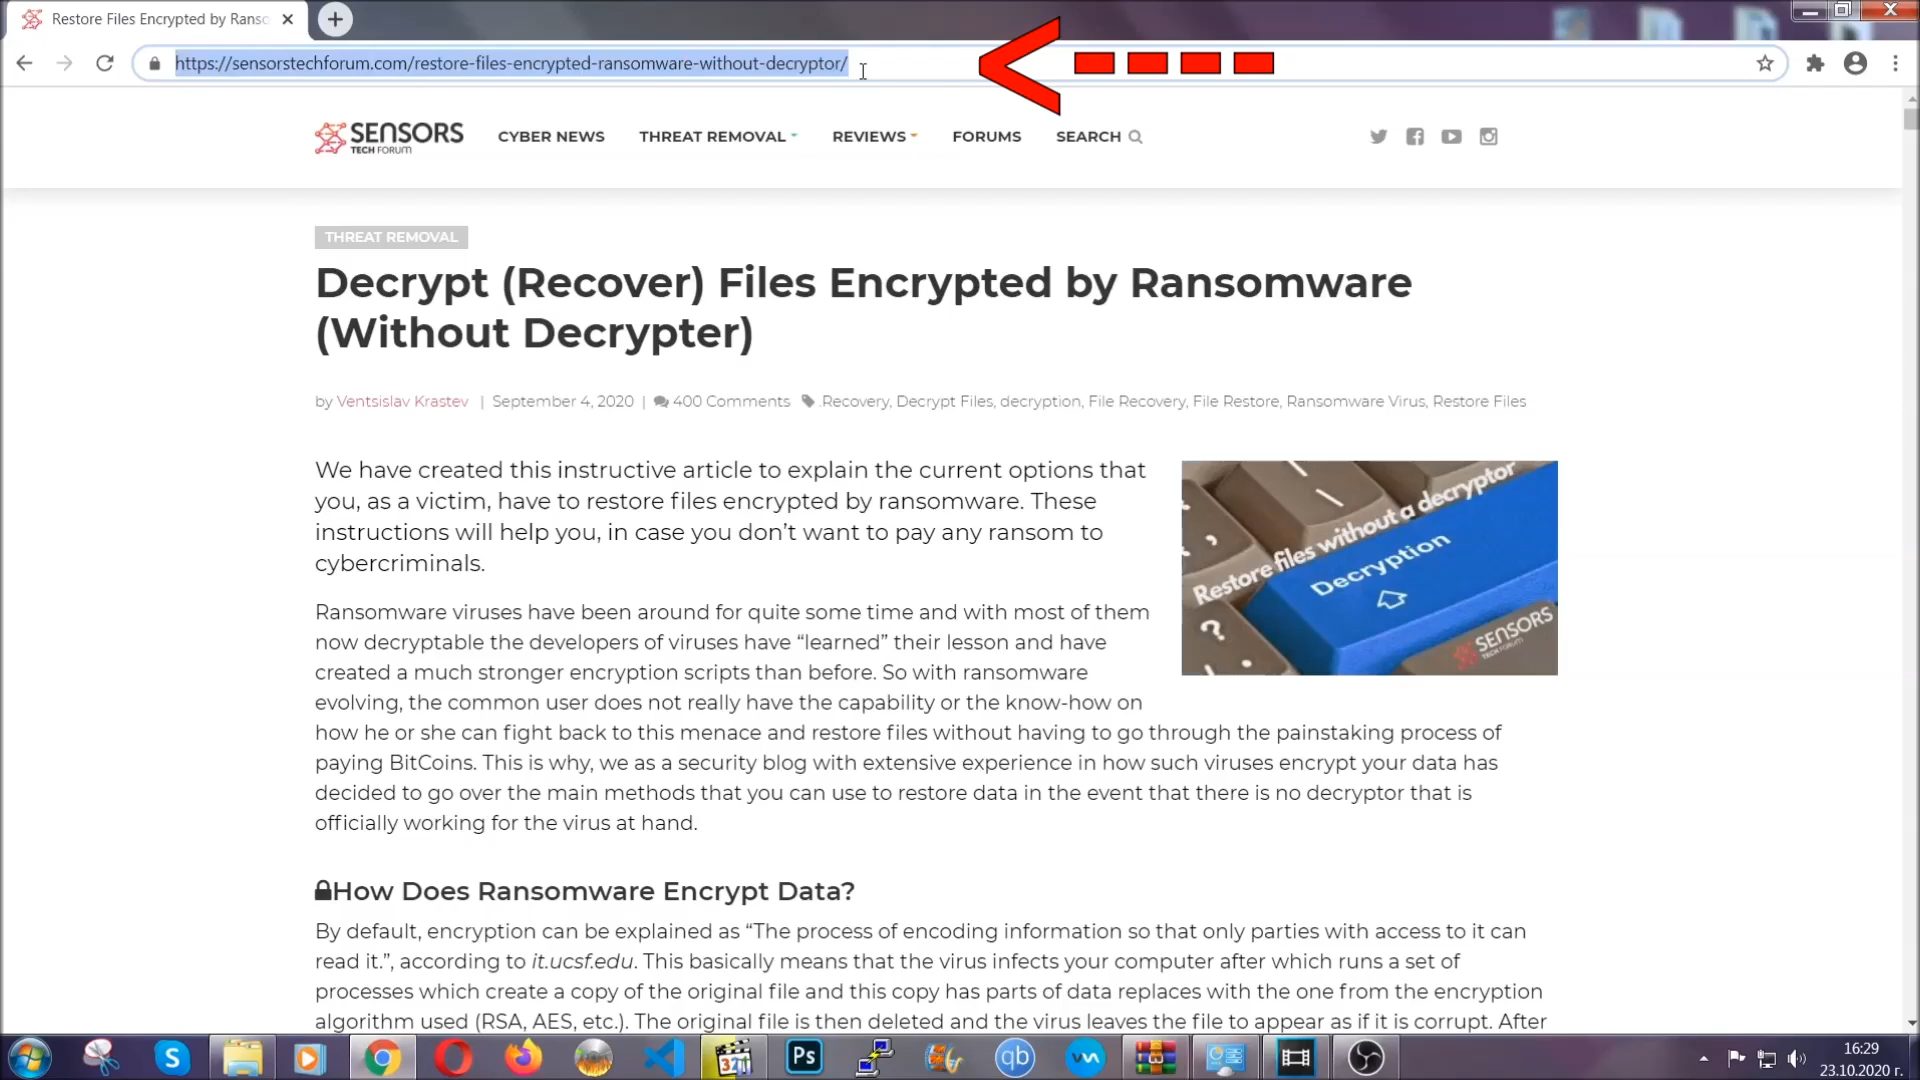 Restore Files Encrypted by Ranso
https://sensorstechforum.com/restore-files-encrypted-ransomware-without-decryptor/
SENSORS
TECH FORUM
CYBER NEWS THREAT REMOVAL REVIEWS FORUMS SEARCH
THREAT REMOVAL
Decrypt (Recover) Files Encrypted by Ransomware
(Without Decrypter)
by Ventsislav Krastev | September 4, 2020 | 400 Comments .Recovery, Decrypt Files, decryption, File Recovery, File Restore, Ransomware Virus, Restore Files
We have created this instructive article to explain the current options that
you, as a victim, have to restore files encrypted by ransomware. These
instructions will help you, in case you don’t want to pay any ransom to
cybercriminals.
Restore files without a decryptor
Decryption
SENSORS
TECH FORUM
Ransomware viruses have been around for quite some time and with most of them
now decryptable the developers of viruses have “learned” their lesson and have
created a much stronger encryption scripts than before. So with ransomware
evolving, the common user does not really have the capability or the know-how on
how he or she can fight back to this menace and restore files without having to go through the painstaking process of
paying BitCoins. This is why, we as a security blog with extensive experience in how such viruses encrypt your data has
decided to go over the main methods that you can use to restore data in the event that there is no decryptor that is
officially working for the virus at hand.
How Does Ransomware Encrypt Data?
By default, encryption can be explained as “The process of encoding information so that only parties with access to it can
read it.”, according to it.ucsf.edu. This basically means that the virus infects your computer after which runs a set of
processes which create a copy of the original file and this copy has parts of data replaces with the one from the encryption
algorithm used (RSA, AES, etc.). The original file is then deleted and the virus leaves the file to appear as if it is corrupt. After
S
321
Ps
qb
16:29
23.10.2020 г.